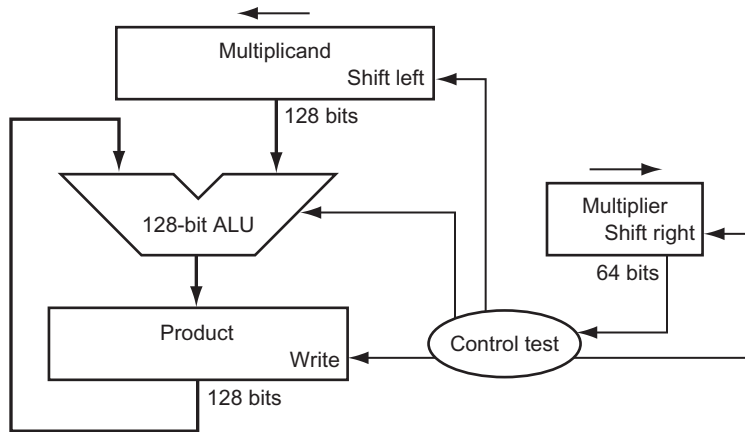 Multiplicand
Shift left
128 bits
128-bit ALU
Multiplier
Shift right
64 bits
Product
Write
Control test
128 bits